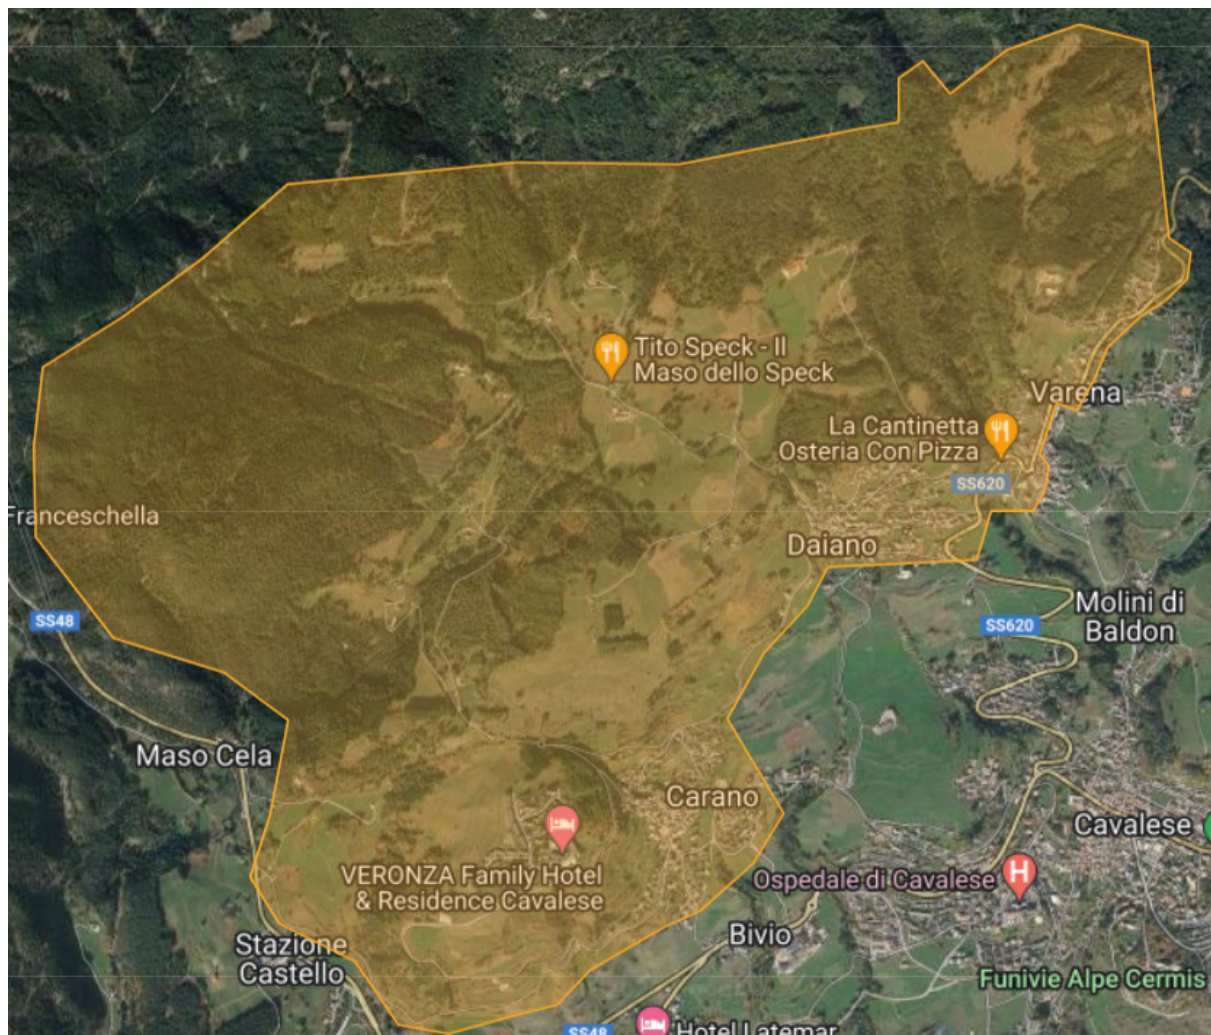 Tito Speck - Il
Maso dello Speck
Varena
La Cantinetta
Osteria Con Pizza
SS620
Franceschella
Daiano
SS48
Molini di
Baldon
SS620
Maso Cela
Carano
Cavalese
VERONZA Family Hotel
& Residence Cavalese
Ospedale di Cavalese
H
Bivio
Stazione
Castello
Funivie Alpe Cermis
SS48
Hotel Latemar